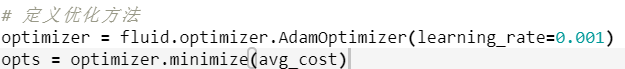 # 定义优化方法
optimizer = fluid.optimizer.AdamOptimizer(learning_rate=0.001)
opts = optimizer.minimize(avg_cost)